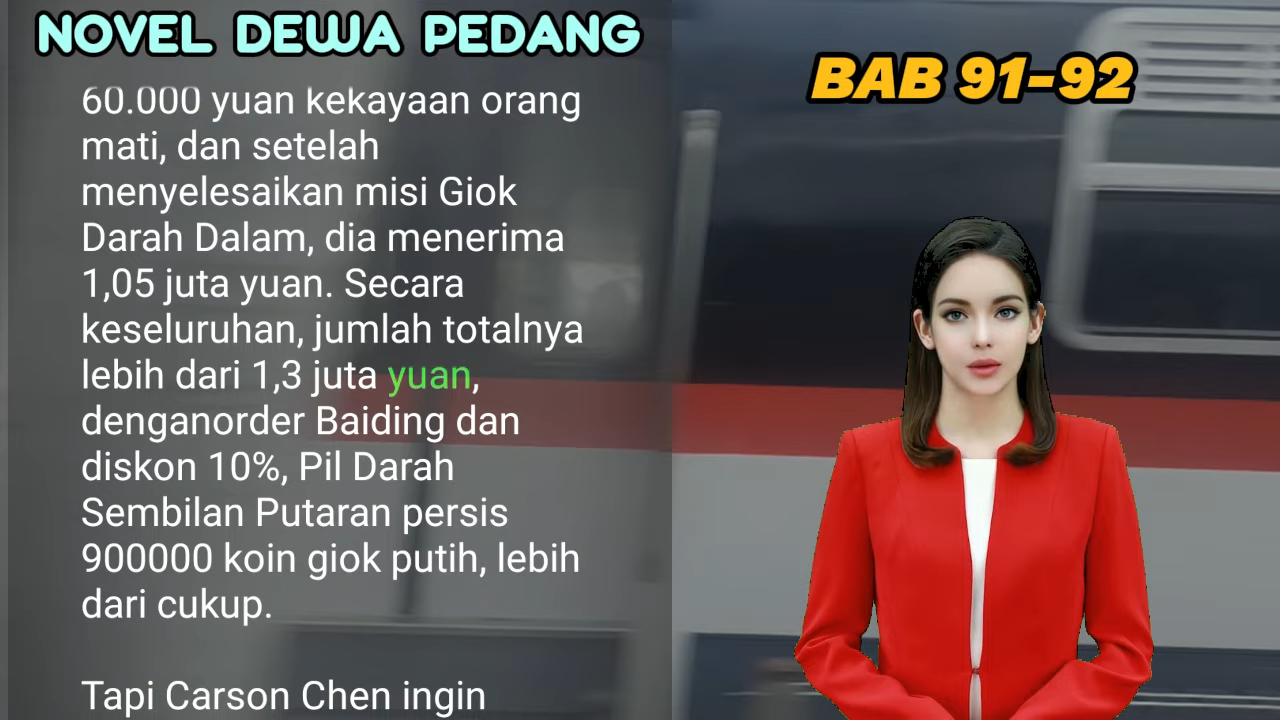 NOVEL DEWA PEDANG
BAB 91-92
60.000 yuan kekayaan orang
mati, dan setelah
menyelesaikan misi Giok
Darah Dalam, dia menerima
1,05 juta yuan. Secara
keseluruhan, jumlah totalnya
lebih dari 1,3 juta yuan,
denganorder Baiding dan
diskon 10%, Pil Darah
Sembilan Putaran persis
900000 koin giok putih, lebih
dari cukup.
Tapi Carson Chen ingin